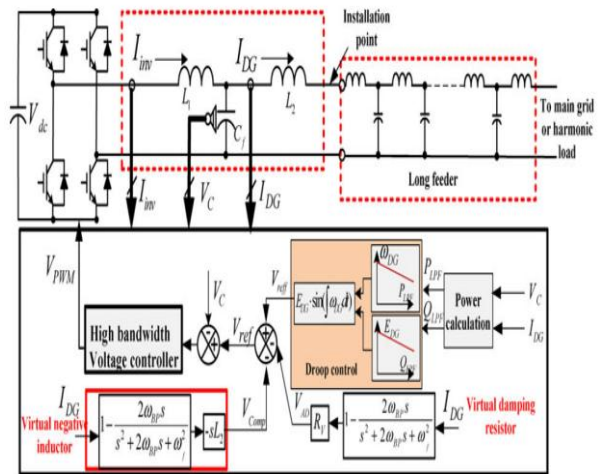 I_inv
I_DG
Installation point
L_1
L_2
C_f
V_dc
To main grid or harmonic load
Long feeder
I_inv
V_C
I_DG
V_PWM
V_C
V_reff
E_DG·sin(∫ω_DG dt)
ω_DG
P_LPF
P_LPF
Q_LPF
E_DG
Droop control
Power calculation
V_C
I_DG
High bandwidth Voltage controller
V_ref
I_DG
Virtual negative inductor
1-2ω_BP s/(s²+2ω_BP s+ω_f²)
-sL_2
V_Comp
V_AD
R_V
1-2ω_BP s/(s²+2ω_BP s+ω_f²)
I_DG
Virtual damping resistor